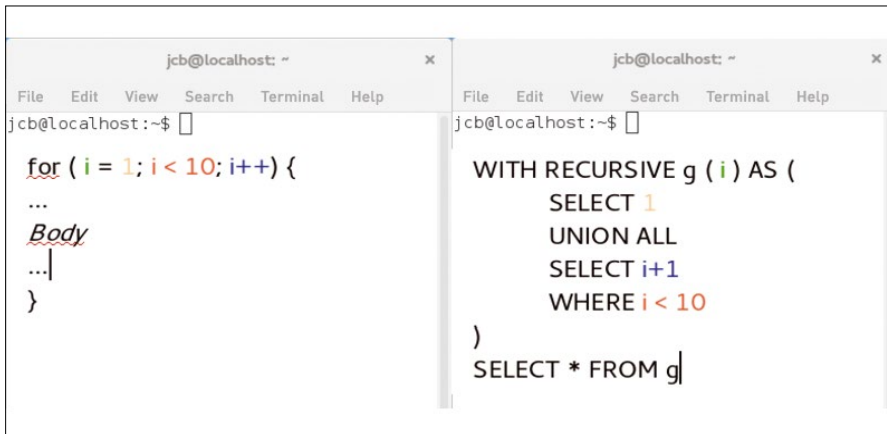 jcb@localhost: ~ ×
File Edit View Search Terminal Help
jcb@localhost:~$
for ( i = 1; i < 10; i++) {
...
Body
...
}
jcb@localhost: ~ ×
File Edit View Search Terminal Help
jcb@localhost:~$
WITH RECURSIVE g ( i ) AS (
SELECT 1
UNION ALL
SELECT i+1
WHERE i < 10
)
SELECT * FROM g